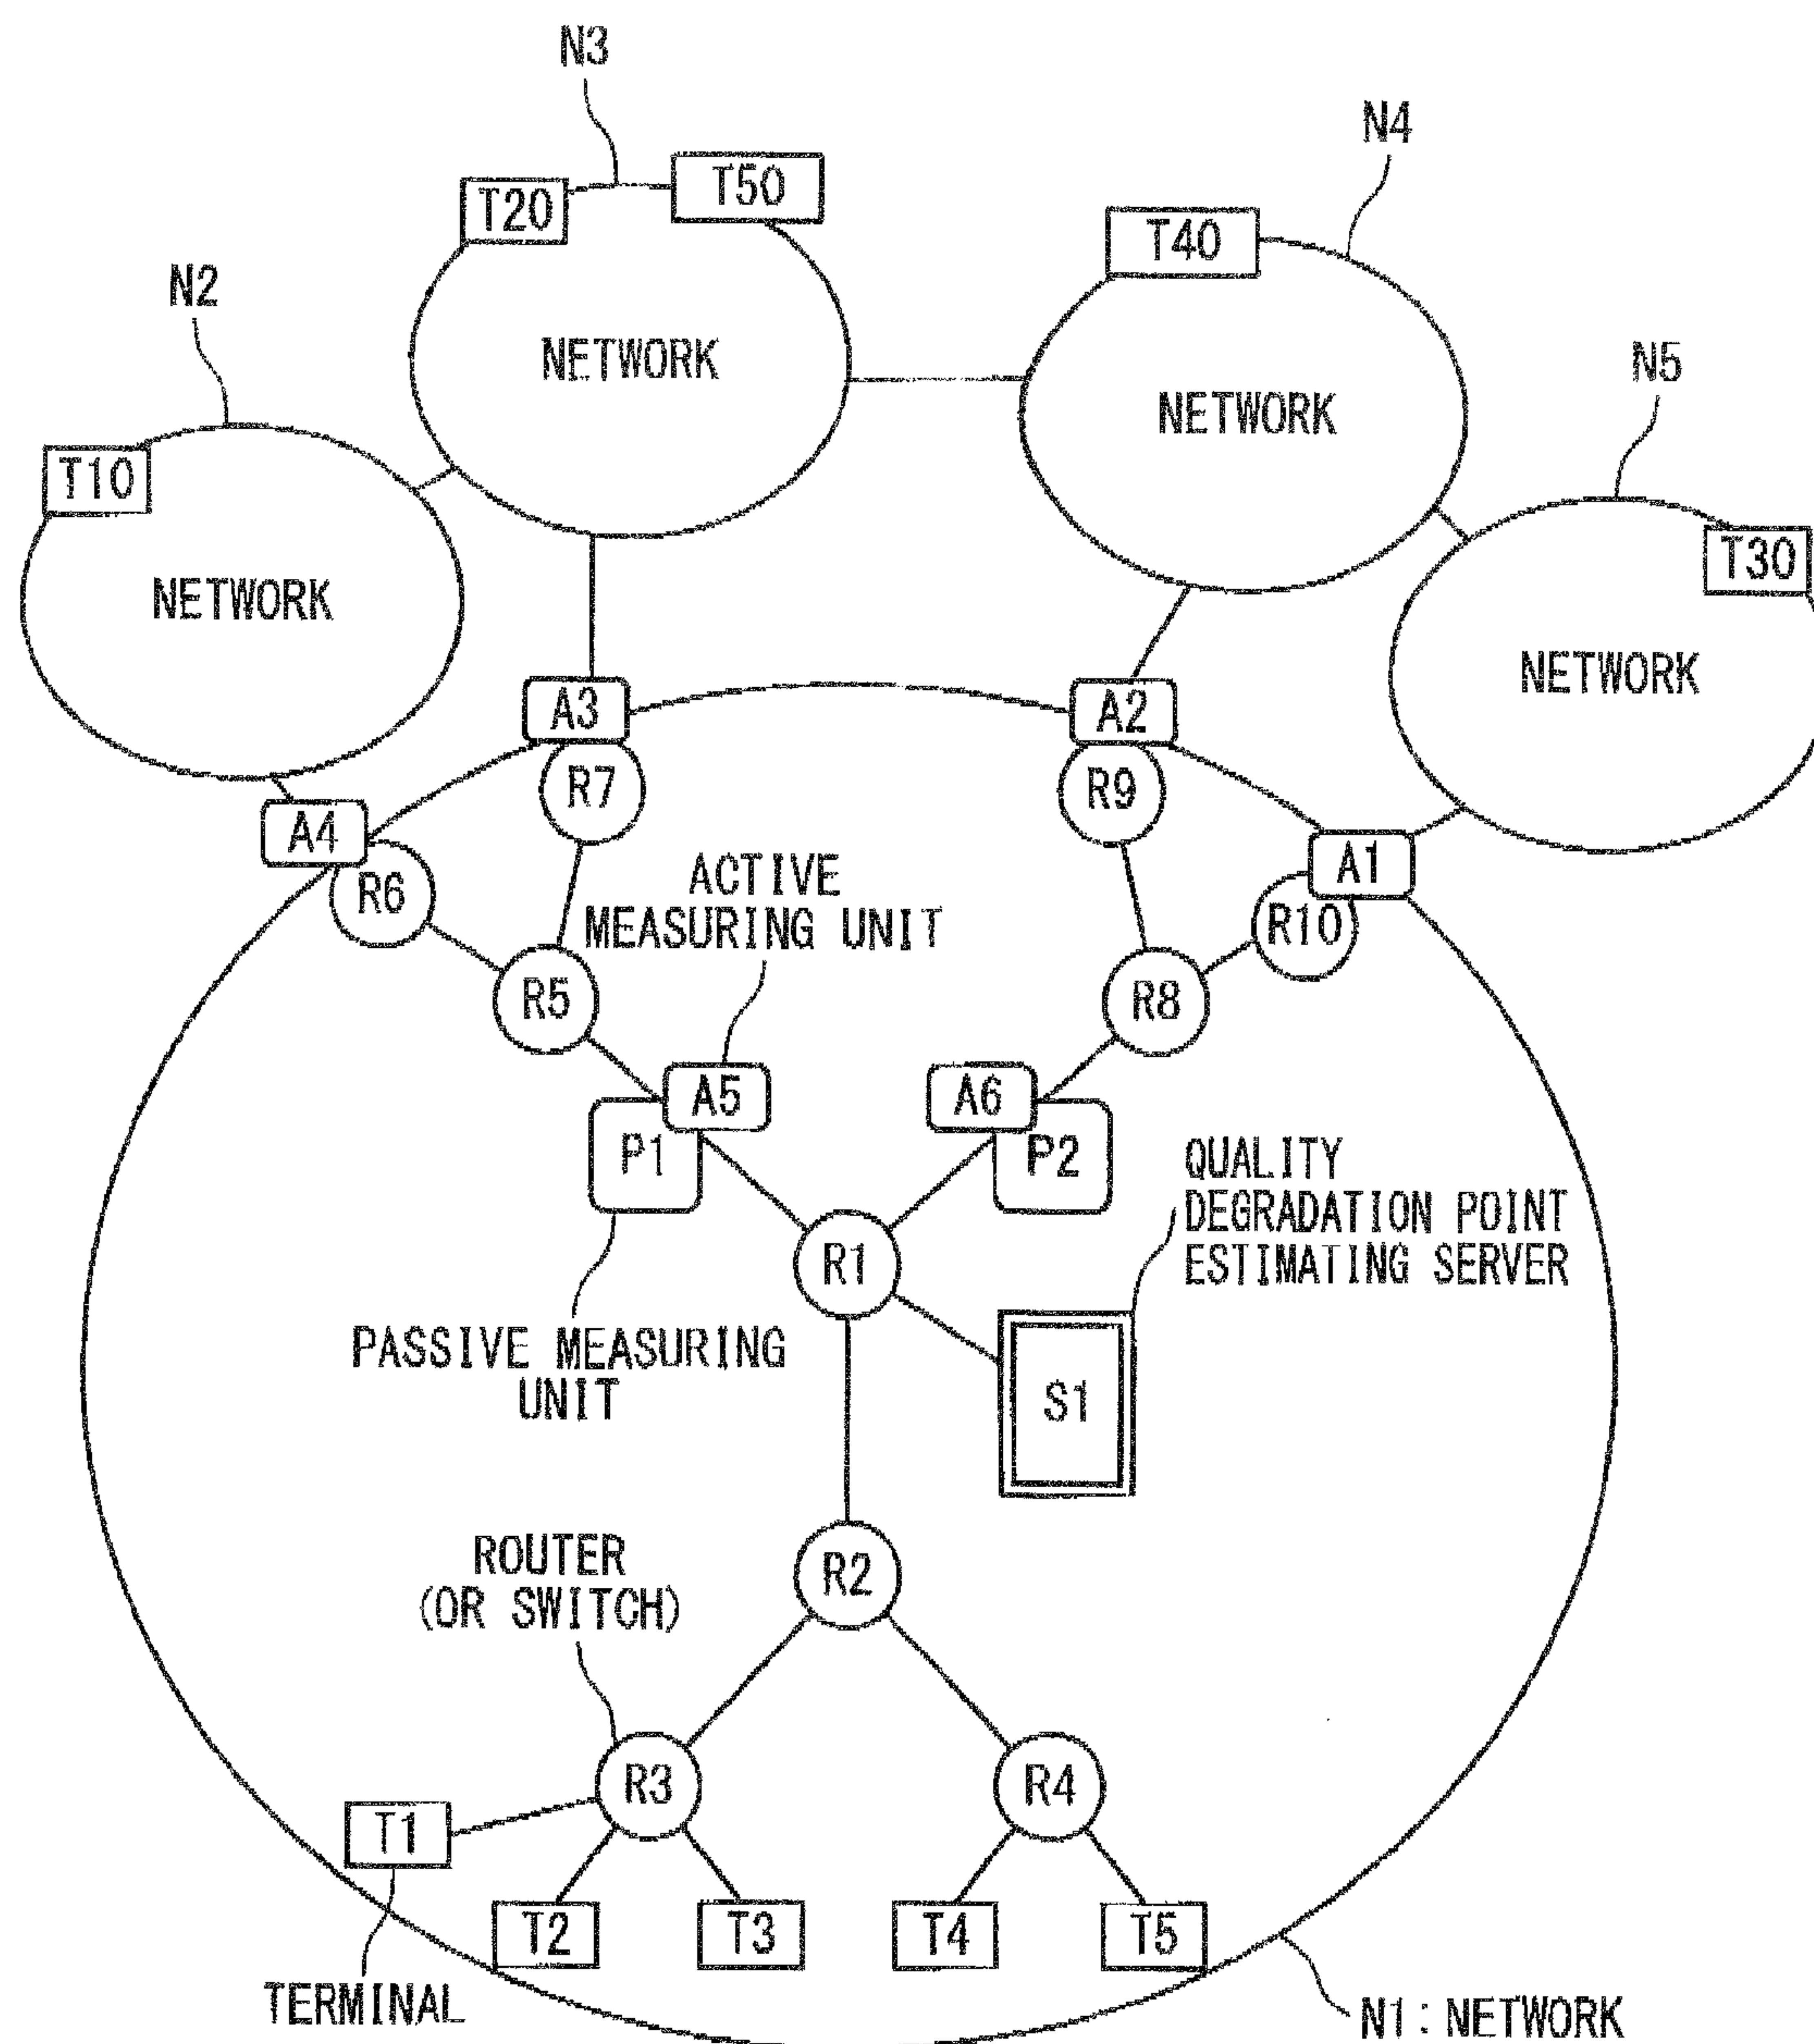 N3
N4
T50
T20
T40
N2
N5
NETWORK
NETWORK
T10
T30
NETWORK
NETWORK
A3
A2
R7
R9
A4
A1
R6
R10
ACTIVE
MEASURING UNIT
R5
R8
A5
A6
P1
P2
QUALITY
DEGRADATION POINT
ESTIMATING SERVER
R1
PASSIVE MEASURING
UNIT
S1
ROUTER
(OR SWITCH)
R2
R3
R4
T1
T2
T3
T4
T5
TERMINAL
N1: NETWORK